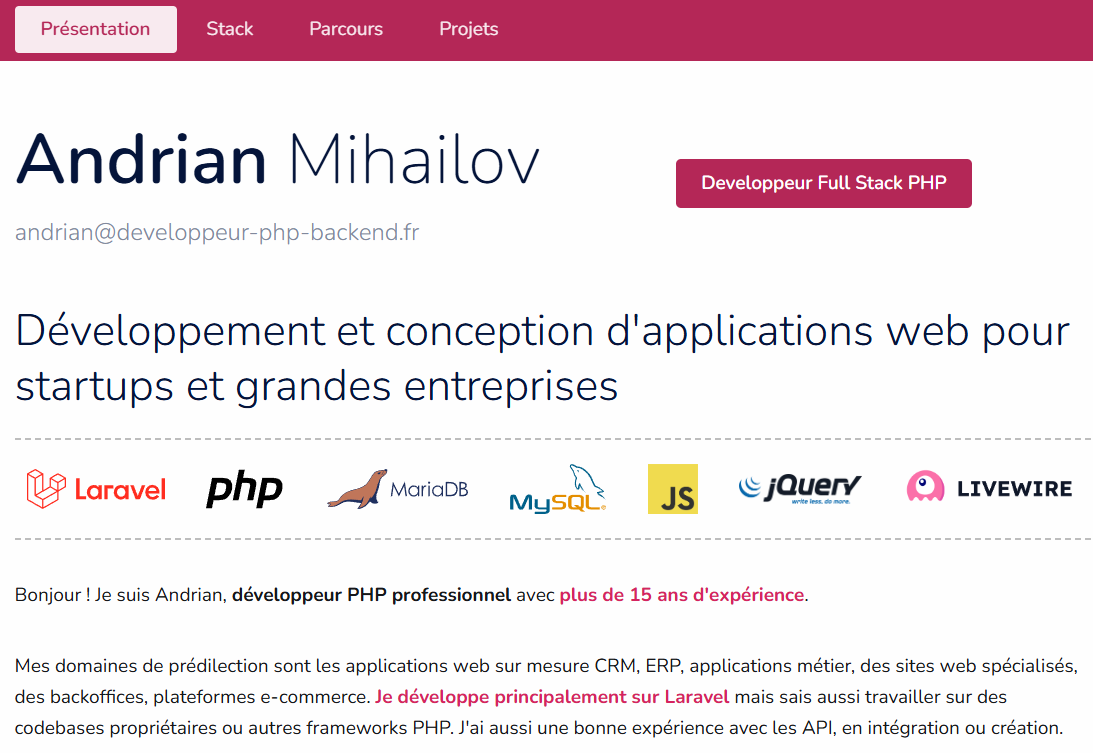 Présentation Stack Parcours Projets
Andrian Mihailov
Developpeur Full Stack PHP
andrian@developpeur-php-backend.fr
Développement et conception d'applications web pour
startups et grandes entreprises
Laravel php MariaDB MySQL JS jQuery write less, do more. LIVEWIRE
Bonjour ! Je suis Andrian, développeur PHP professionnel avec plus de 15 ans d'expérience.
Mes domaines de prédilection sont les applications web sur mesure CRM, ERP, applications métier, des sites web spécialisés,
des backoffices, plateformes e-commerce. Je développe principalement sur Laravel mais sais aussi travailler sur des
codebases propriétaires ou autres frameworks PHP. J'ai aussi une bonne expérience avec les API, en intégration ou création.